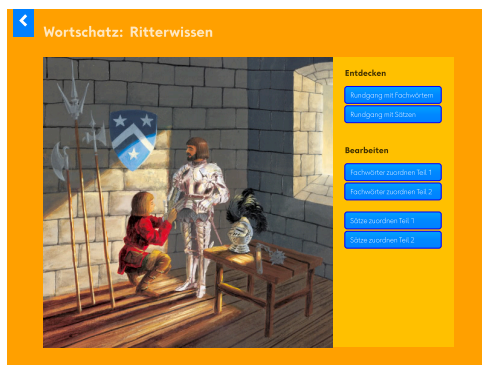 Wortschatz: Ritterwissen
Entdecken
Rundgang mit Fachwörtern
Rundgang mit Sätzen
Bearbeiten
Fachwörter zuordnen Teil 1
Fachwörter zuordnen Teil 2
Sätze zuordnen Teil 1
Sätze zuordnen Teil 2